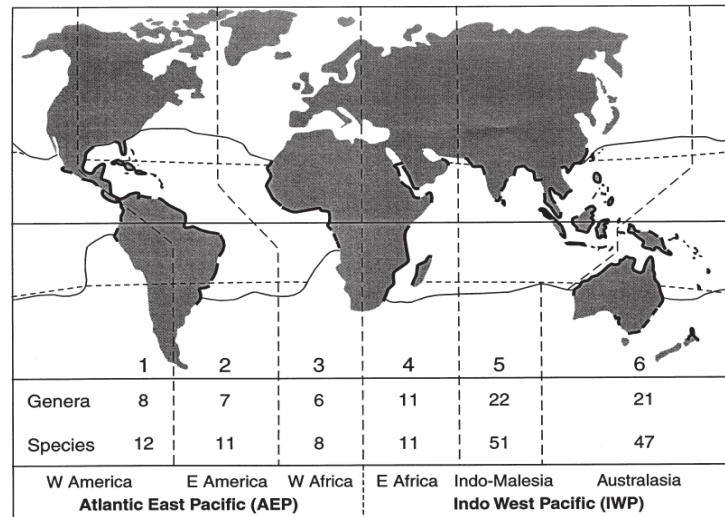 1 2 3 4 5 6
Genera 8 7 6 11 22 21
Species 12 11 8 11 51 47
W America E America W Africa E Africa Indo-Malesia Australasia
Atlantic East Pacific (AEP) Indo West Pacific (IWP)